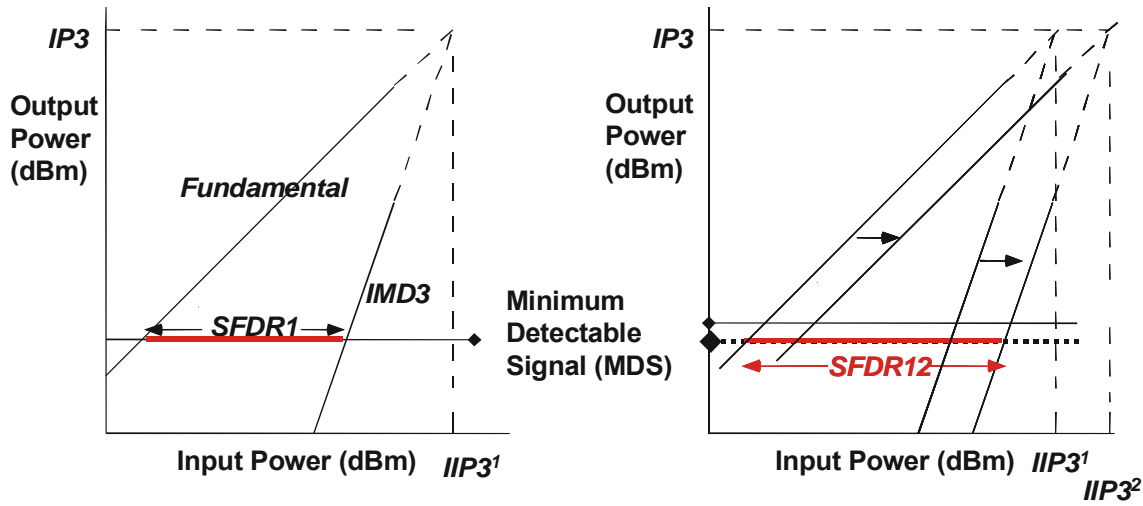 IP3
Output
Power
(dBm)
Fundamental
IMD3
SFDR1
Input Power (dBm)
IIP3¹
Minimum
Detectable
Signal (MDS)
IP3
Output
Power
(dBm)
SFDR12
Input Power (dBm)
IIP3¹
IIP3²